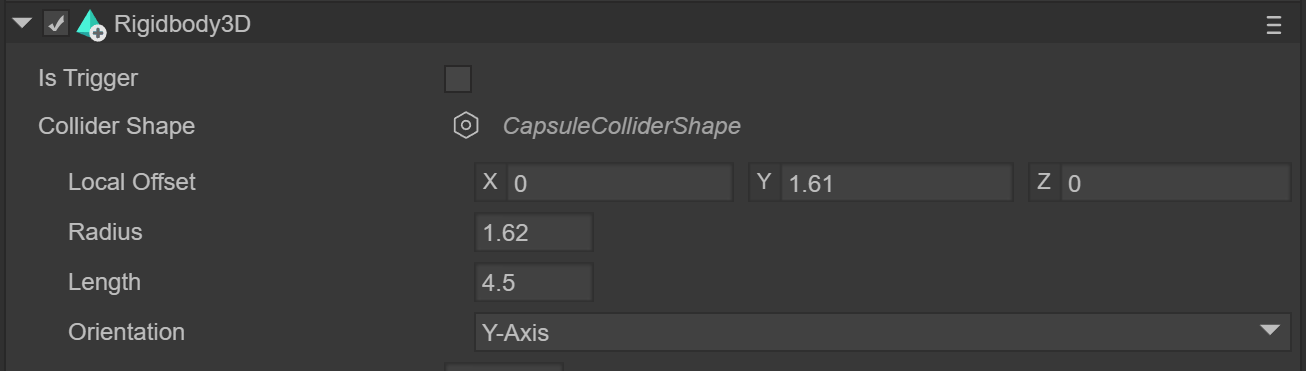 Rigidbody3D
Is Trigger
Collider Shape CapsuleColliderShape
Local Offset X 0 Y 1.61 Z 0
Radius 1.62
Length 4.5
Orientation Y-Axis